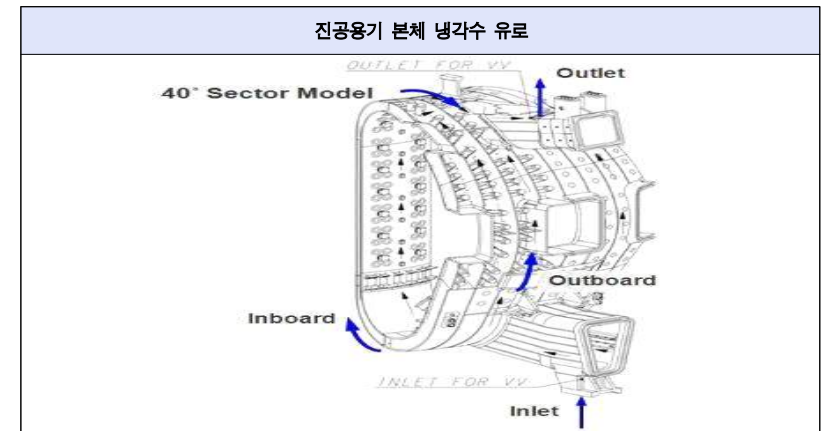 진공용기 본체 냉각수 유로
OUTLET FOR VV
Outlet
40° Sector Model
Outboard
Inboard
INLET FOR VV
Inlet